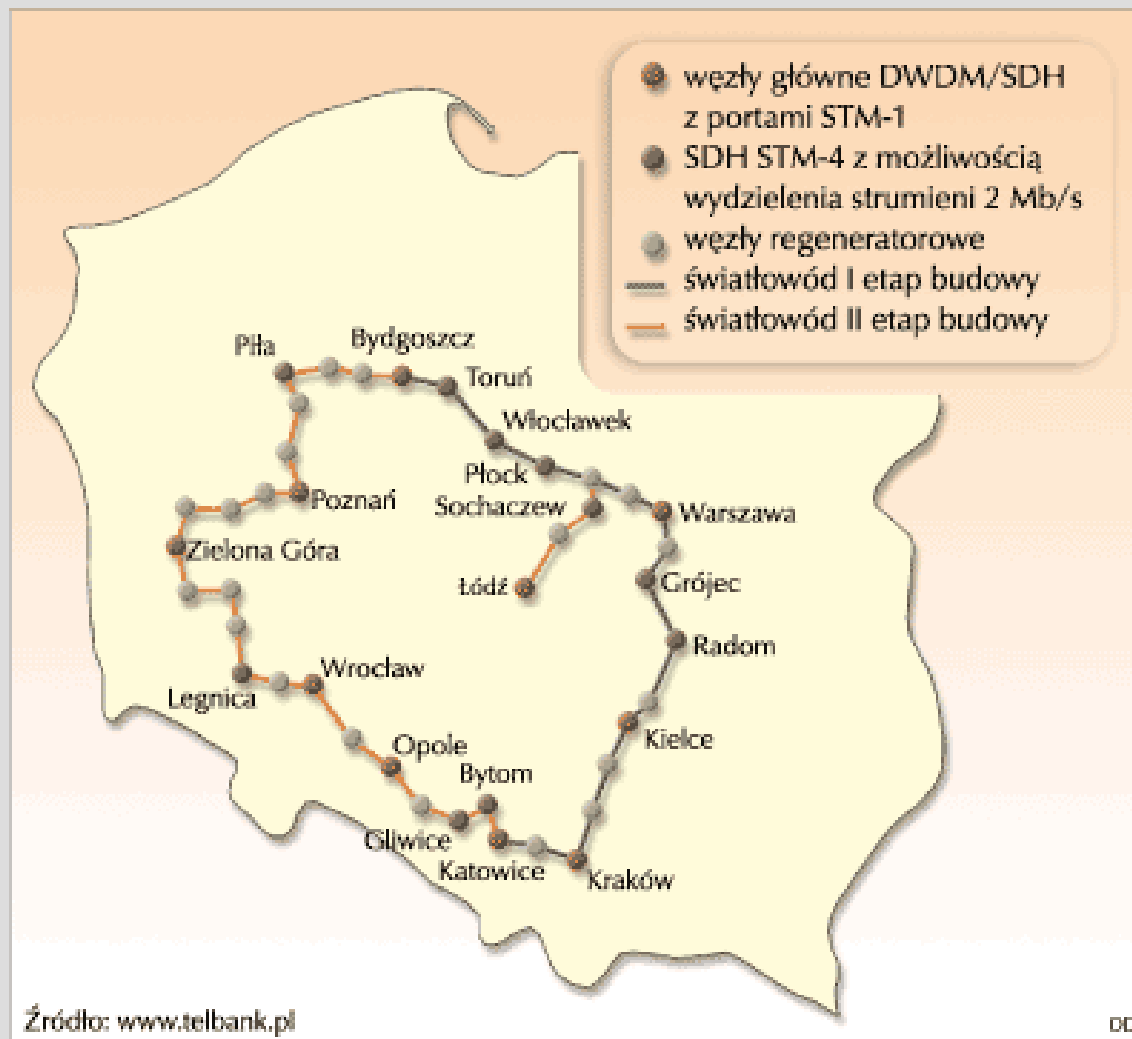 węzły główne DWDM/SDH
z portami STM-1
SDH STM-4 z możliwością
wydzielenia strumieni 2 Mb/s
węzły regeneratorowe
światłowód I etap budowy
światłowód II etap budowy
Piła
Bydgoszcz
Toruń
Włocławek
Płock
Sochaczew
Poznań
Warszawa
Zielona Góra
Łódź
Grójec
Radom
Wrocław
Legnica
Kielce
Opole
Bytom
Gliwice
Katowice
Kraków
Źródło: www.telbank.pl